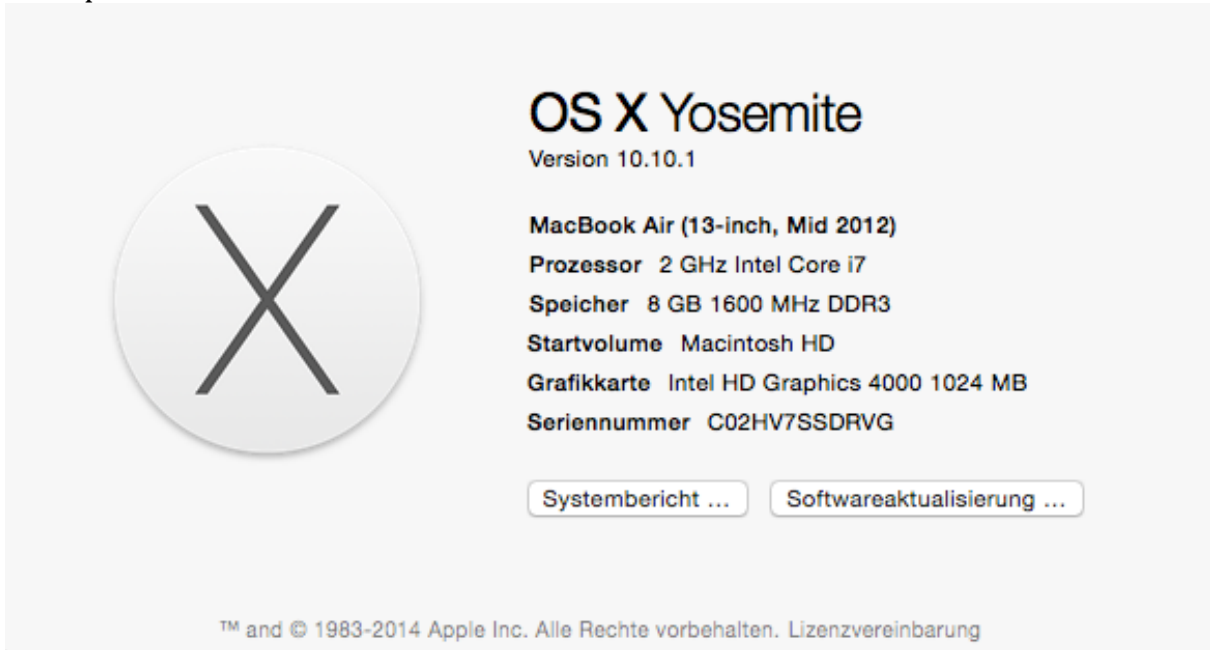 OS X Yosemite
Version 10.10.1
MacBook Air (13-inch, Mid 2012)
Prozessor 2 GHz Intel Core i7
Speicher 8 GB 1600 MHz DDR3
Startvolume Macintosh HD
Grafikkarte Intel HD Graphics 4000 1024 MB
Seriennummer C02HV7SSDRVG
Systembericht ... Softwareaktualisierung ...
™ and © 1983-2014 Apple Inc. Alle Rechte vorbehalten. Lizenzvereinbarung